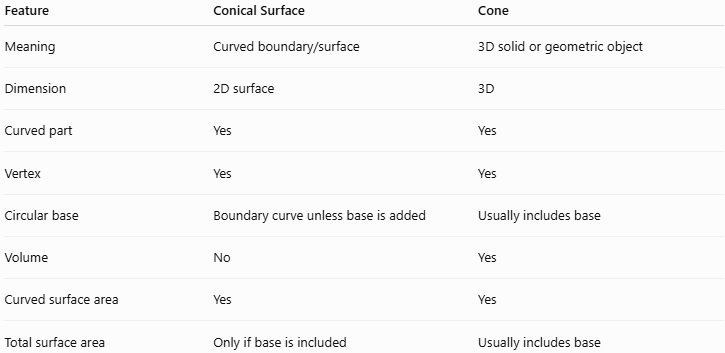 Feature Conical Surface Cone
Meaning Curved boundary/surface 3D solid or geometric object
Dimension 2D surface 3D
Curved part Yes Yes
Vertex Yes Yes
Circular base Boundary curve unless base is added Usually includes base
Volume No Yes
Curved surface area Yes Yes
Total surface area Only if base is included Usually includes base